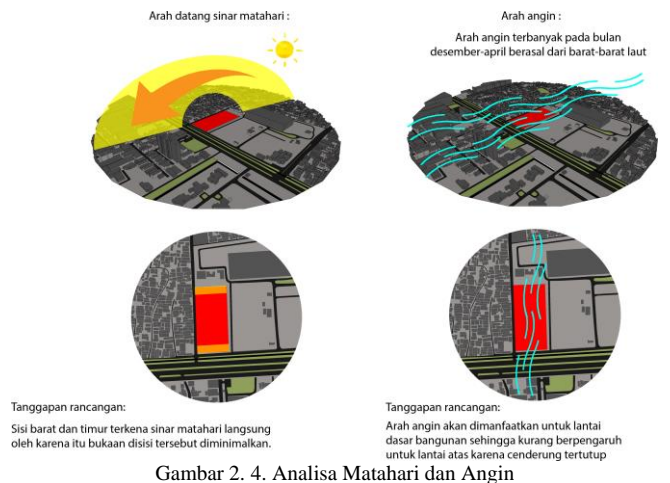 Arah datang sinar matahari :
Arah angin :
Arah angin terbanyak pada bulan
desember-april berasal dari barat-barat laut
Tanggapan rancangan:
Sisi barat dan timur terkena sinar matahari langsung
oleh karena itu bukaan disisi tersebut diminimalkan.
Tanggapan rancangan:
Arah angin akan dimanfaatkan untuk lantai
dasar bangunan sehingga kurang berpengaruh
untuk lantai atas karena cenderung tertutup
Gambar 2. 4. Analisa Matahari dan Angin